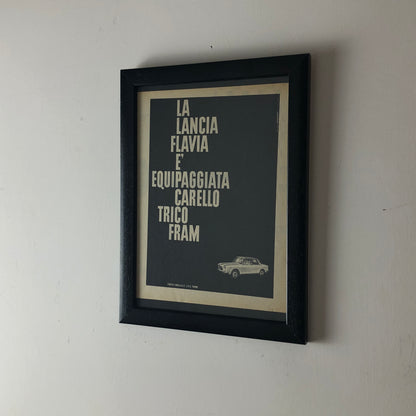 LA
LANCIA
FLAVIA
E'
EQUIPAGGIATA
CARELLO
TRICO
FRAM